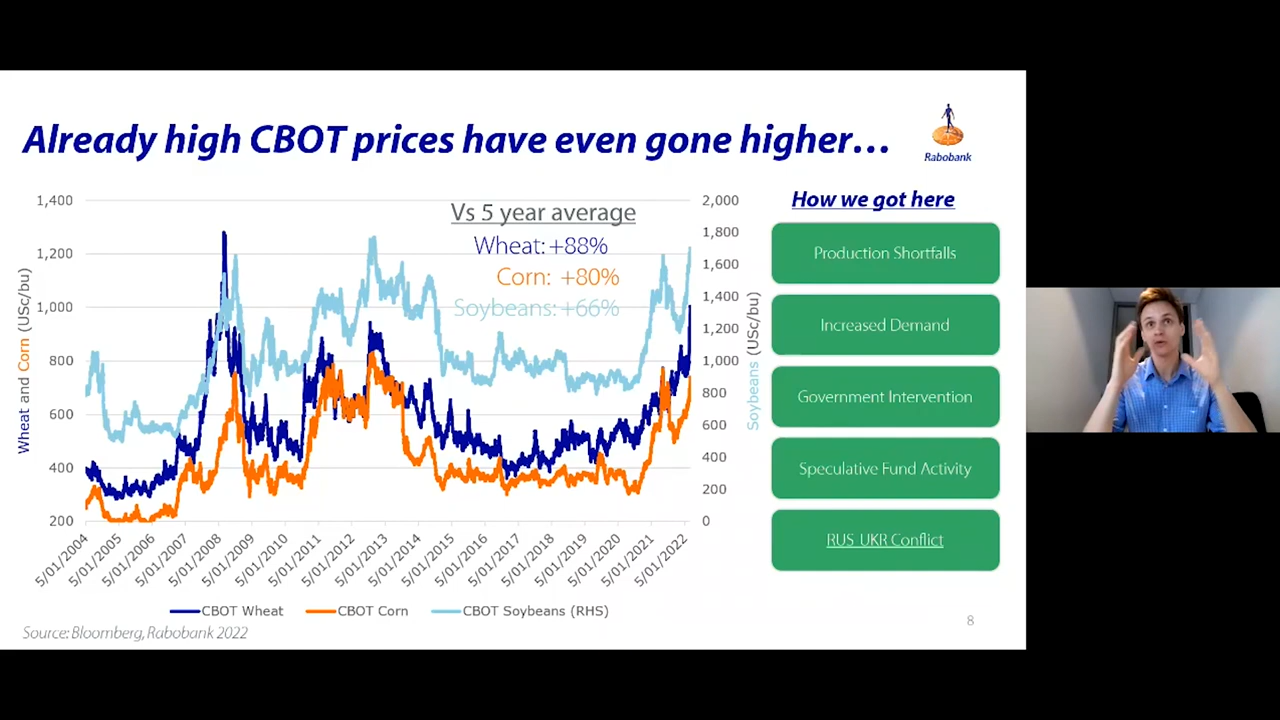 Already high CBOT prices have even gone higher...
Rabobank
Vs 5 year average
Wheat: +88%
Corn: +80%
Soybeans: +66%
Wheat and Corn (USc/bu)
1,400
1,200
1,000
800
600
400
200
2,000
1,800
1,600
1,400
1,200
1,000
800
600
400
200
0
Soybeans (USc/bu)
5/01/2004
5/01/2005
5/01/2006
5/01/2007
5/01/2008
5/01/2009
5/01/2010
5/01/2011
5/01/2012
5/01/2013
5/01/2014
5/01/2015
5/01/2016
5/01/2017
5/01/2018
5/01/2019
5/01/2020
5/01/2021
5/01/2022
CBOT Wheat
CBOT Corn
CBOT Soybeans (RHS)
Source: Bloomberg, Rabobank 2022
How we got here
Production Shortfalls
Increased Demand
Government Intervention
Speculative Fund Activity
RUS UKR Conflict
8